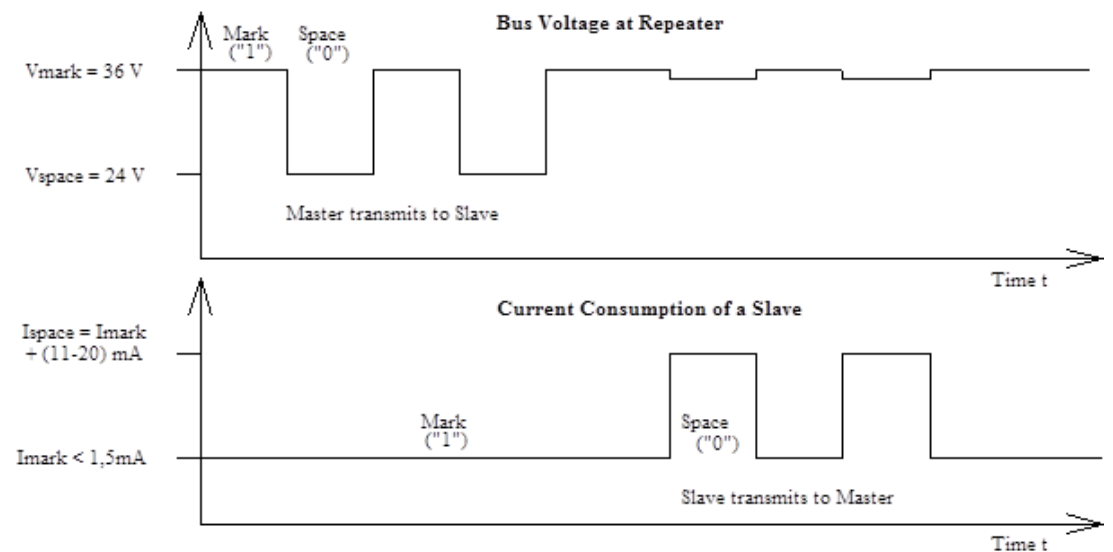 Bus Voltage at Repeater
Mark
("1")
Space
("0")
Vmark = 36 V
Vspace = 24 V
Master transmits to Slave
Time t
Current Consumption of a Slave
Ispace = Imark
+ (11-20) mA
Mark
("1")
Space
("0")
Imark < 1,5mA
Slave transmits to Master
Time t